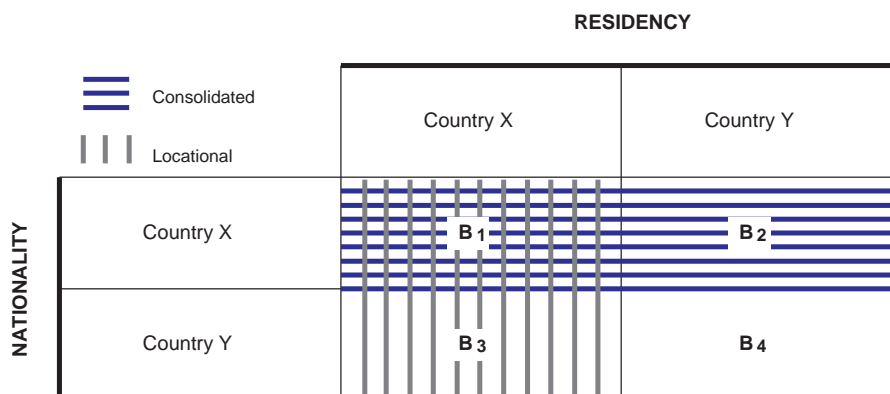 RESIDENCY
Consolidated
Locational
Country X
Country Y
NATIONALITY
Country X
B1
B2
Country Y
B3
B4